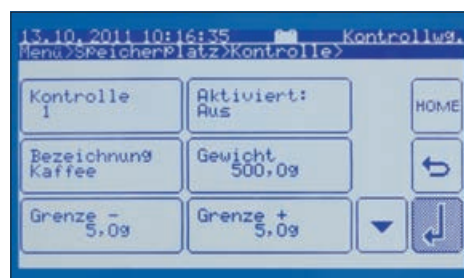 13.10.2011 10:16:35 Kontrollwg.
Menü>Speicherplatz>Kontrolle>
Kontrolle
1
Aktiviert:
Aus
HOME
Bezeichnung
Kaffee
Gewicht
500,0g
Grenze -
5,0g
Grenze +
5,0g